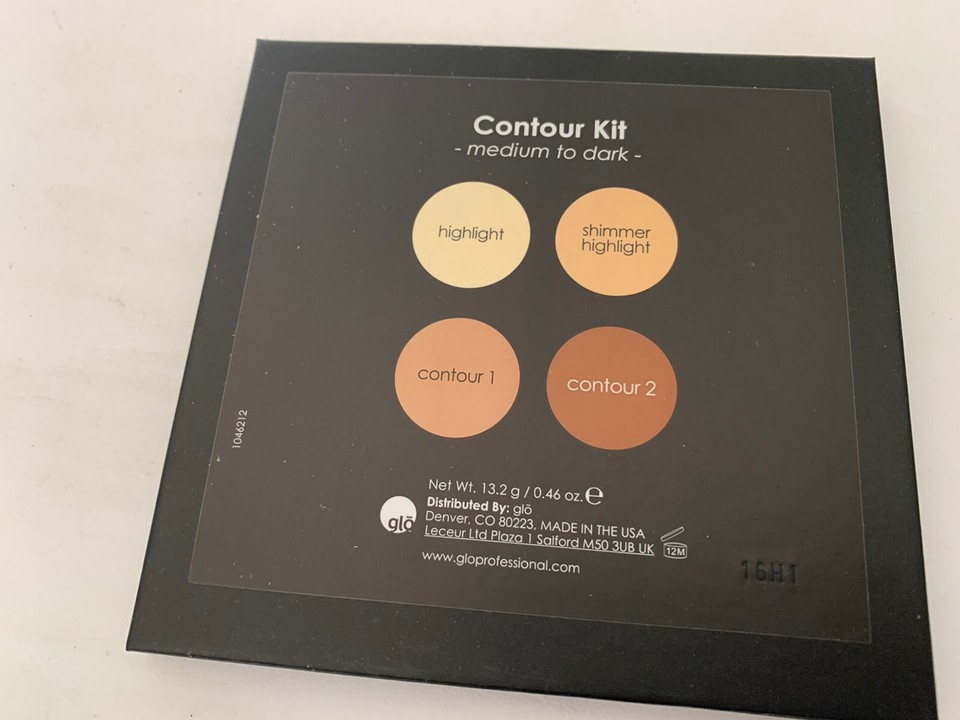 Contour Kit
- medium to dark -
highlight
shimmer
highlight
contour 1
contour 2
1046212
Net Wt. 13.2 g / 0.46 oz. ℮
Distributed By: glō
Denver, CO 80223, MADE IN THE USA
Leceur Ltd Plaza 1 Salford M50 3UB UK
glō
12M
www.gloprofessional.com
16H1